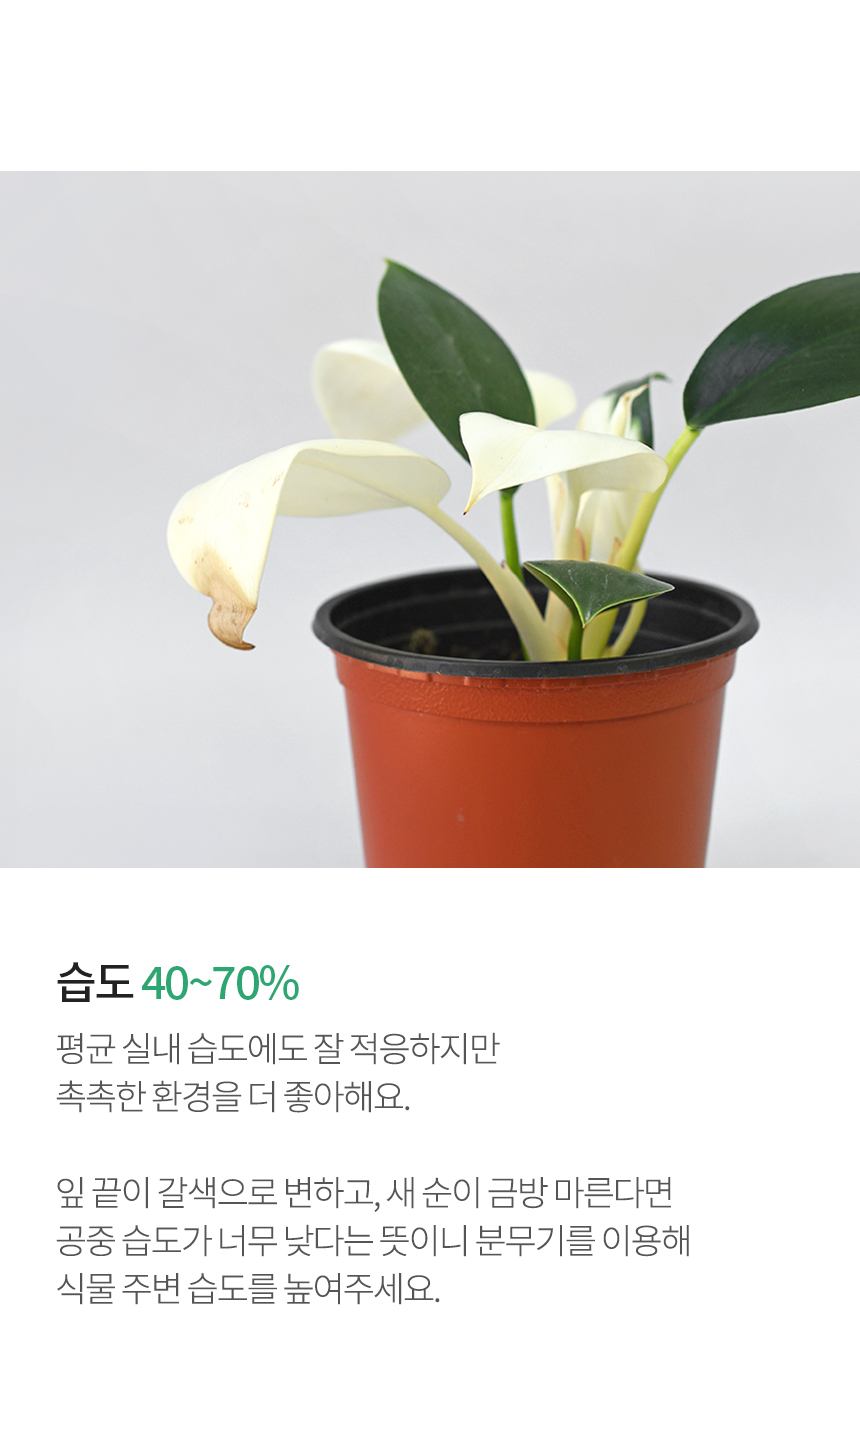 습도 40~70%
평균 실내 습도에도 잘 적응하지만
촉촉한 환경을 더 좋아해요.
잎 끝이 갈색으로 변하고, 새 순이 금방 마른다면
공중 습도가 너무 낮다는 뜻이니 분무기를 이용해
식물 주변 습도를 높여주세요.